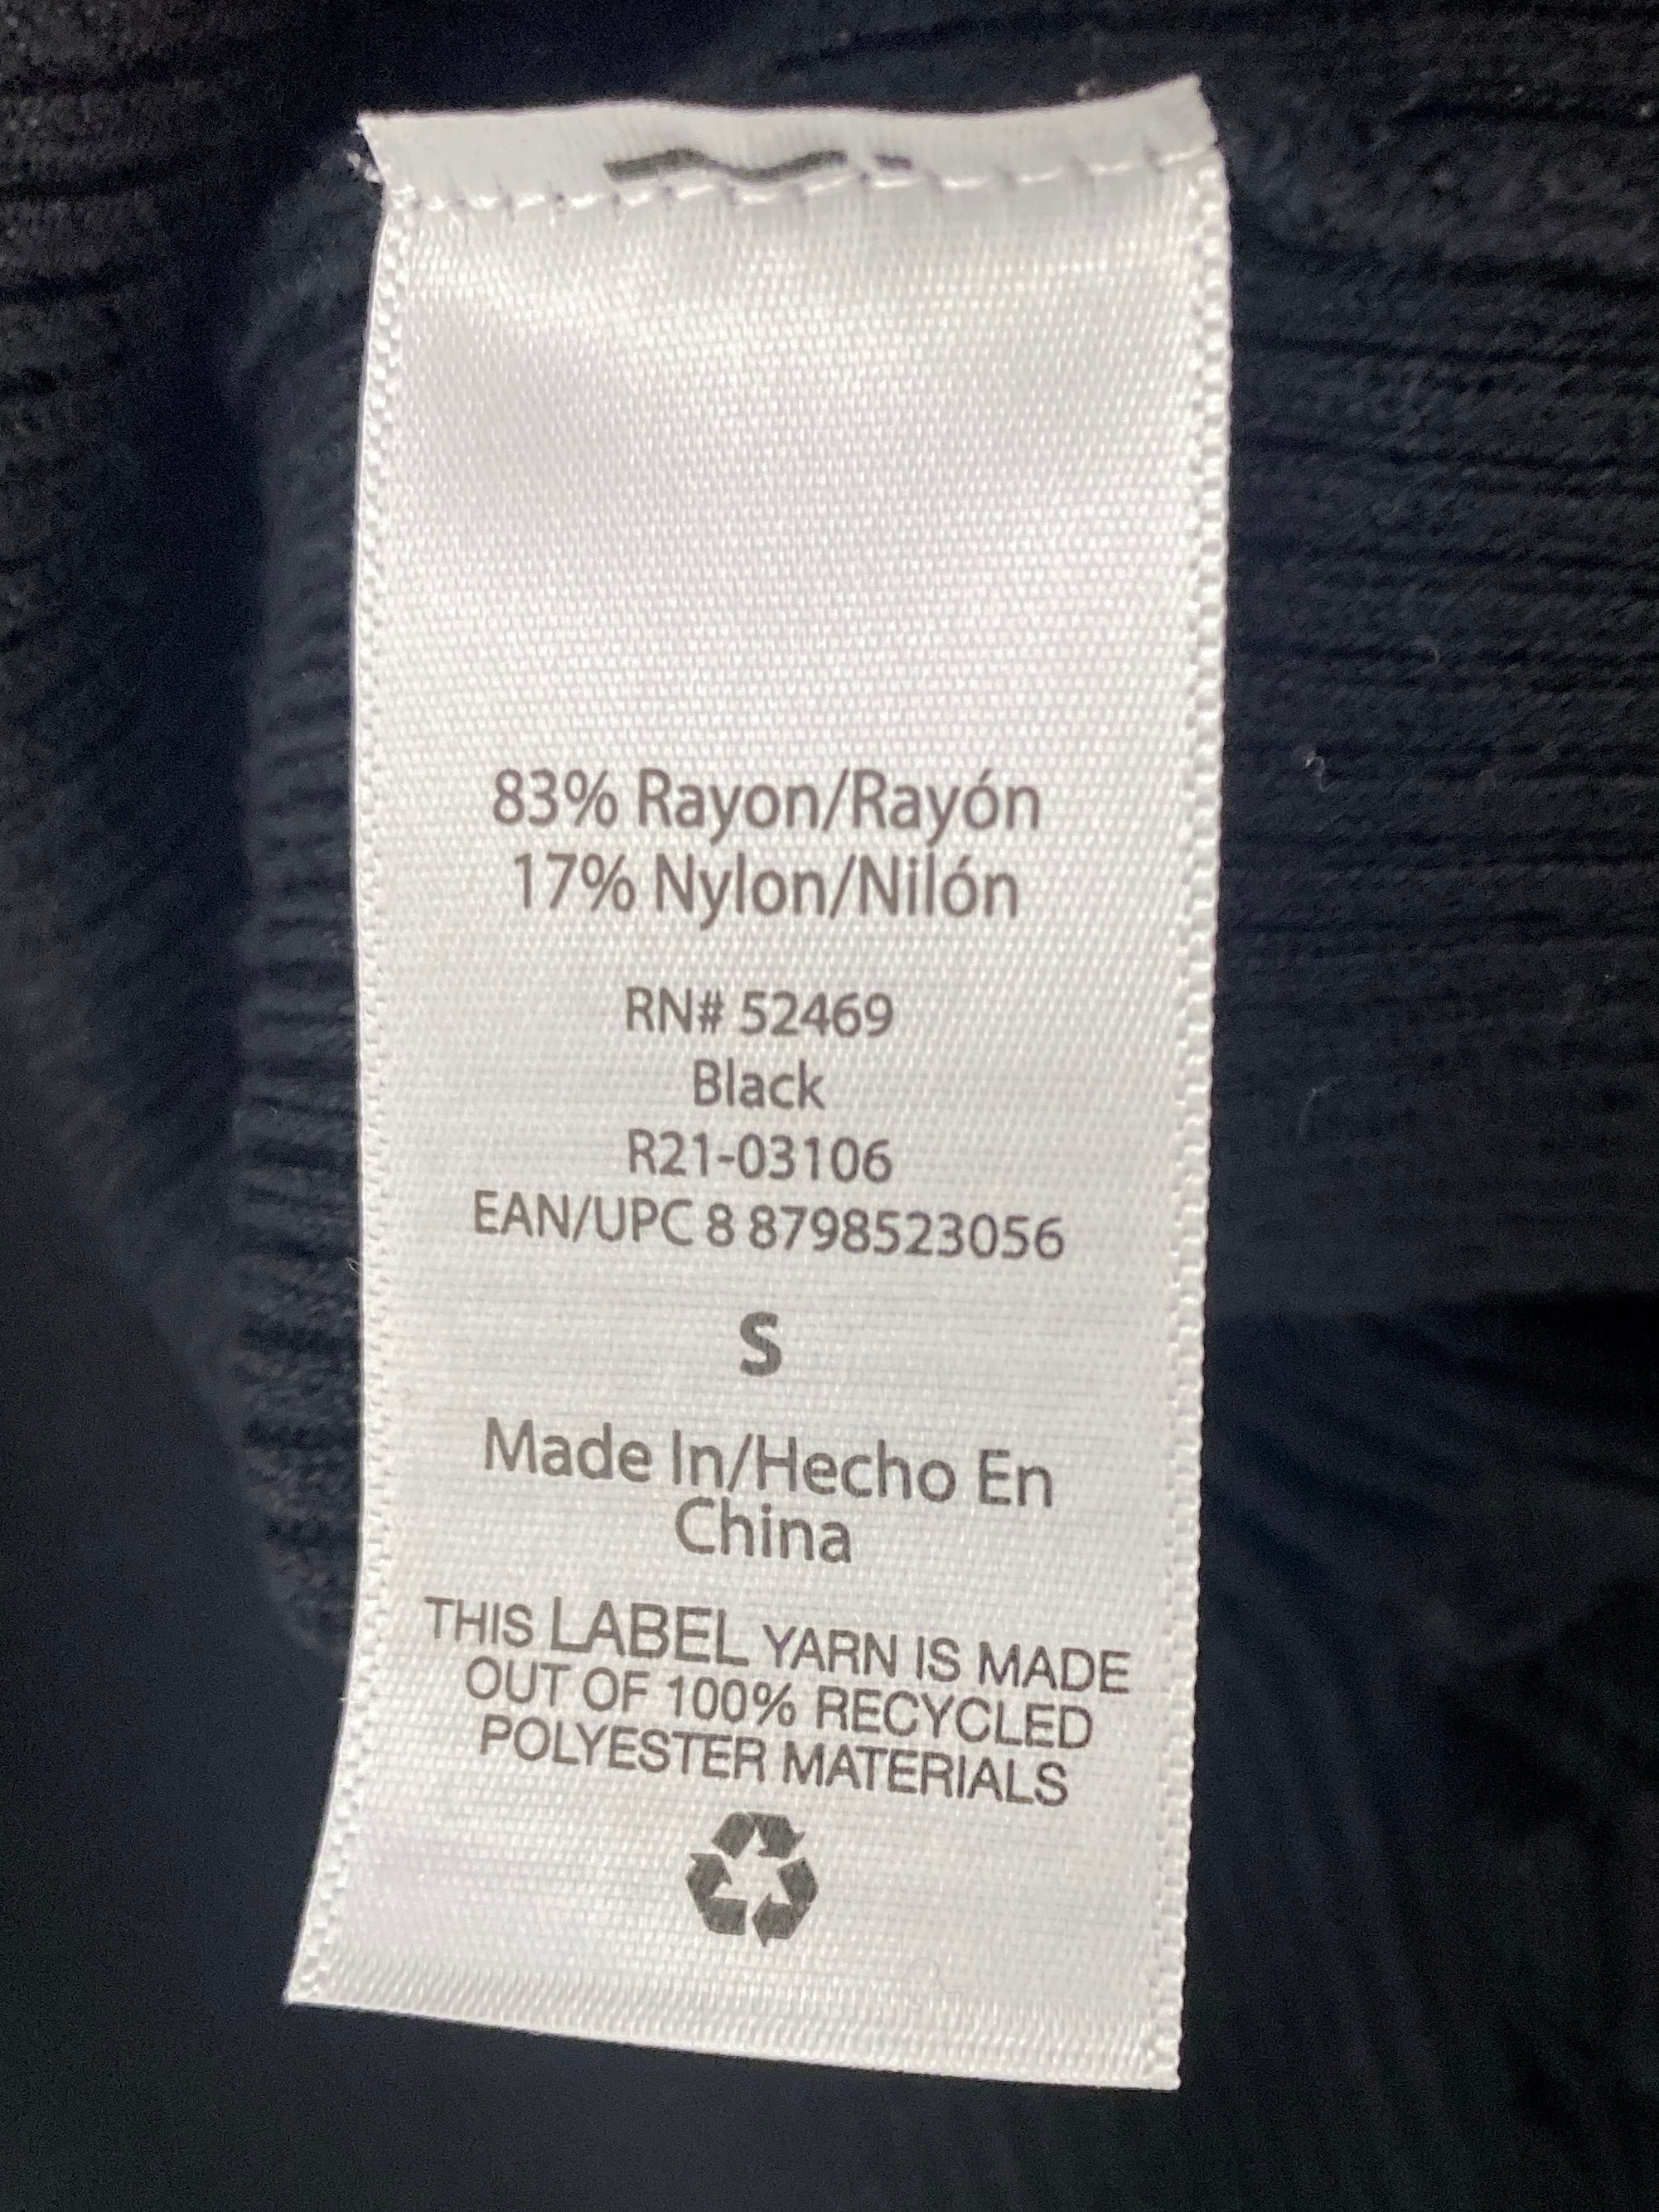 83% Rayon/Rayón
17% Nylon/Nilón
RN# 52469
Black
R21-03106
EAN/UPC 8 8798523056
S
Made In/Hecho En
China
THIS LABEL YARN IS MADE
OUT OF 100% RECYCLED
POLYESTER MATERIALS